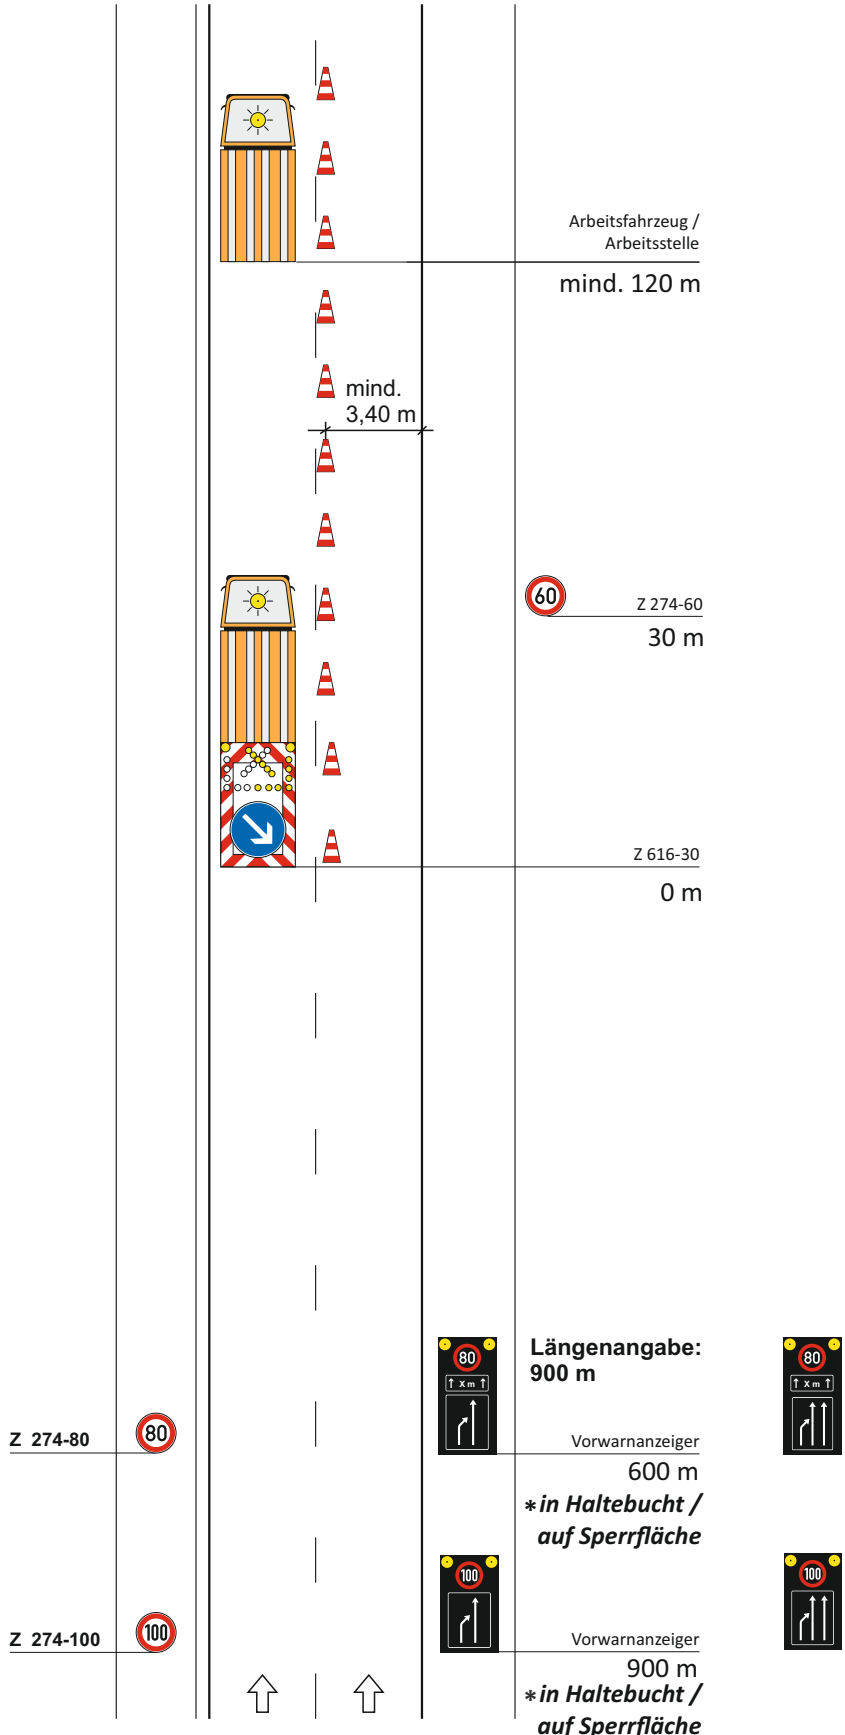 Arbeitsfahrzeug /
Arbeitsstelle
mind. 120 m
mind.
3,40 m
60
Z 274-60
30 m
Z 616-30
0 m
80
↑ X m ↑
Längenangabe:
900 m
80
↑ X m ↑
Z 274-80
80
Vorwarnanzeiger
600 m
*in Haltebucht /
auf Sperrfläche
100
100
Z 274-100
100
Vorwarnanzeiger
900 m
*in Haltebucht /
auf Sperrfläche